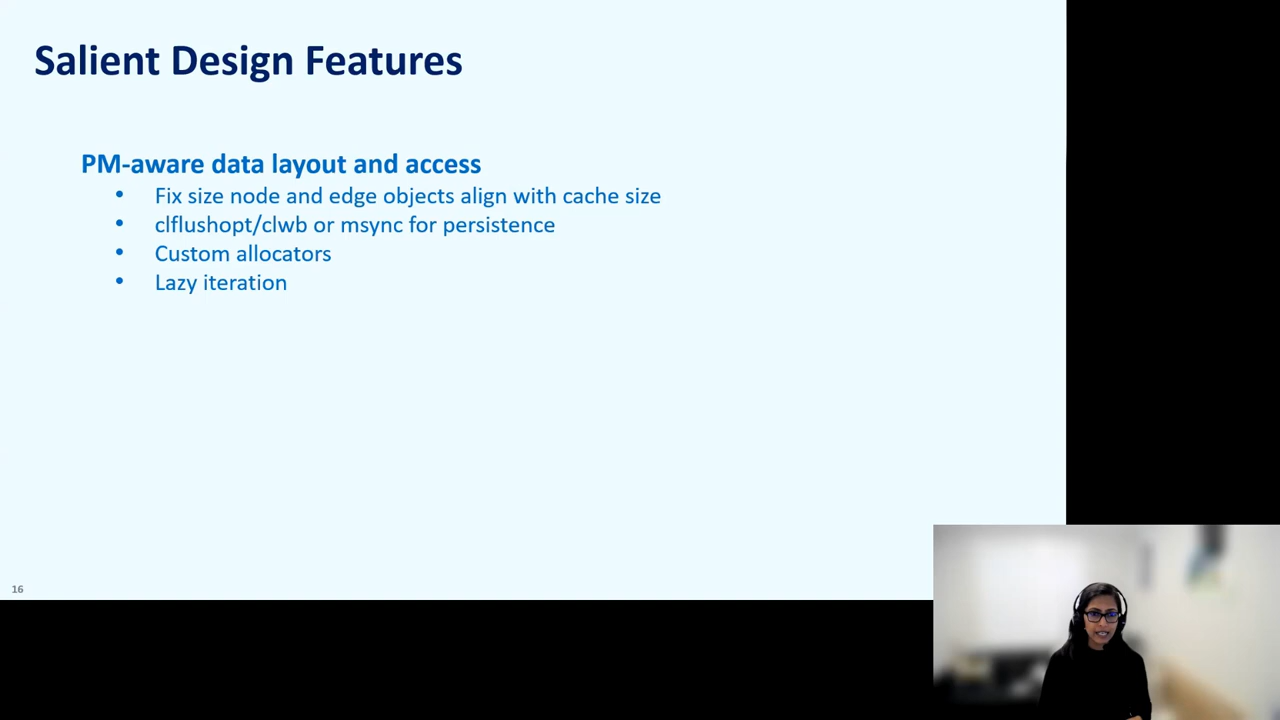 Salient Design Features
PM-aware data layout and access
• Fix size node and edge objects align with cache size
• clflushopt/clwb or msync for persistence
• Custom allocators
• Lazy iteration
16